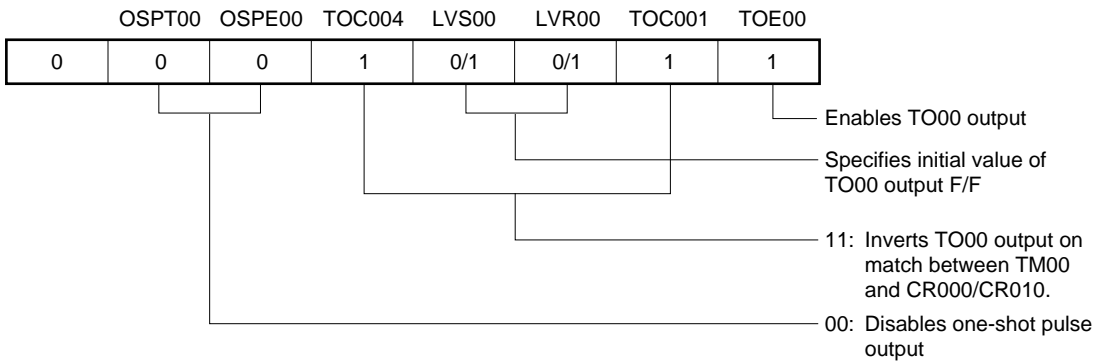 OSPT00 OSPE00 TOC004 LVS00 LVR00 TOC001 TOE00
0 0 0 1 0/1 0/1 1 1
Enables TO00 output
Specifies initial value of
TO00 output F/F
11: Inverts TO00 output on
match between TM00
and CR000/CR010.
00: Disables one-shot pulse
output